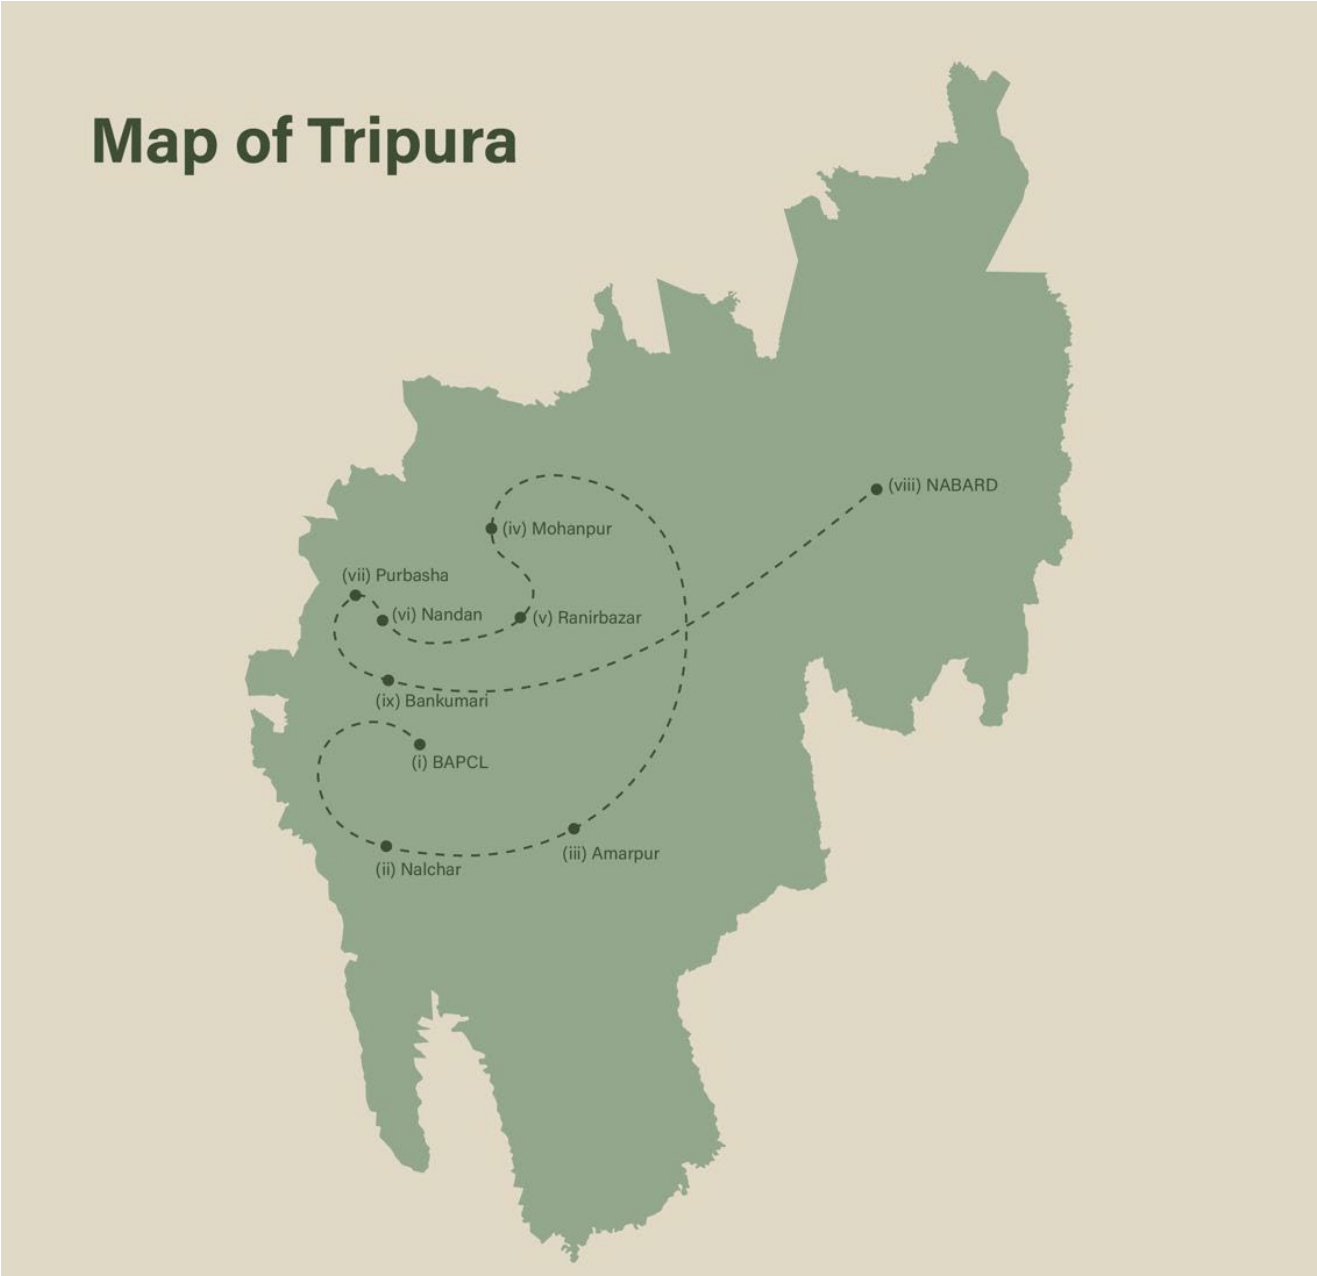 Map of Tripura
(viii) NABARD
(iv) Mohanpur
(vii) Purbasha
(vi) Nandan
(v) Ranirbazar
(ix) Bankumari
(i) BAPCL
(iii) Amarpur
(ii) Nalchar